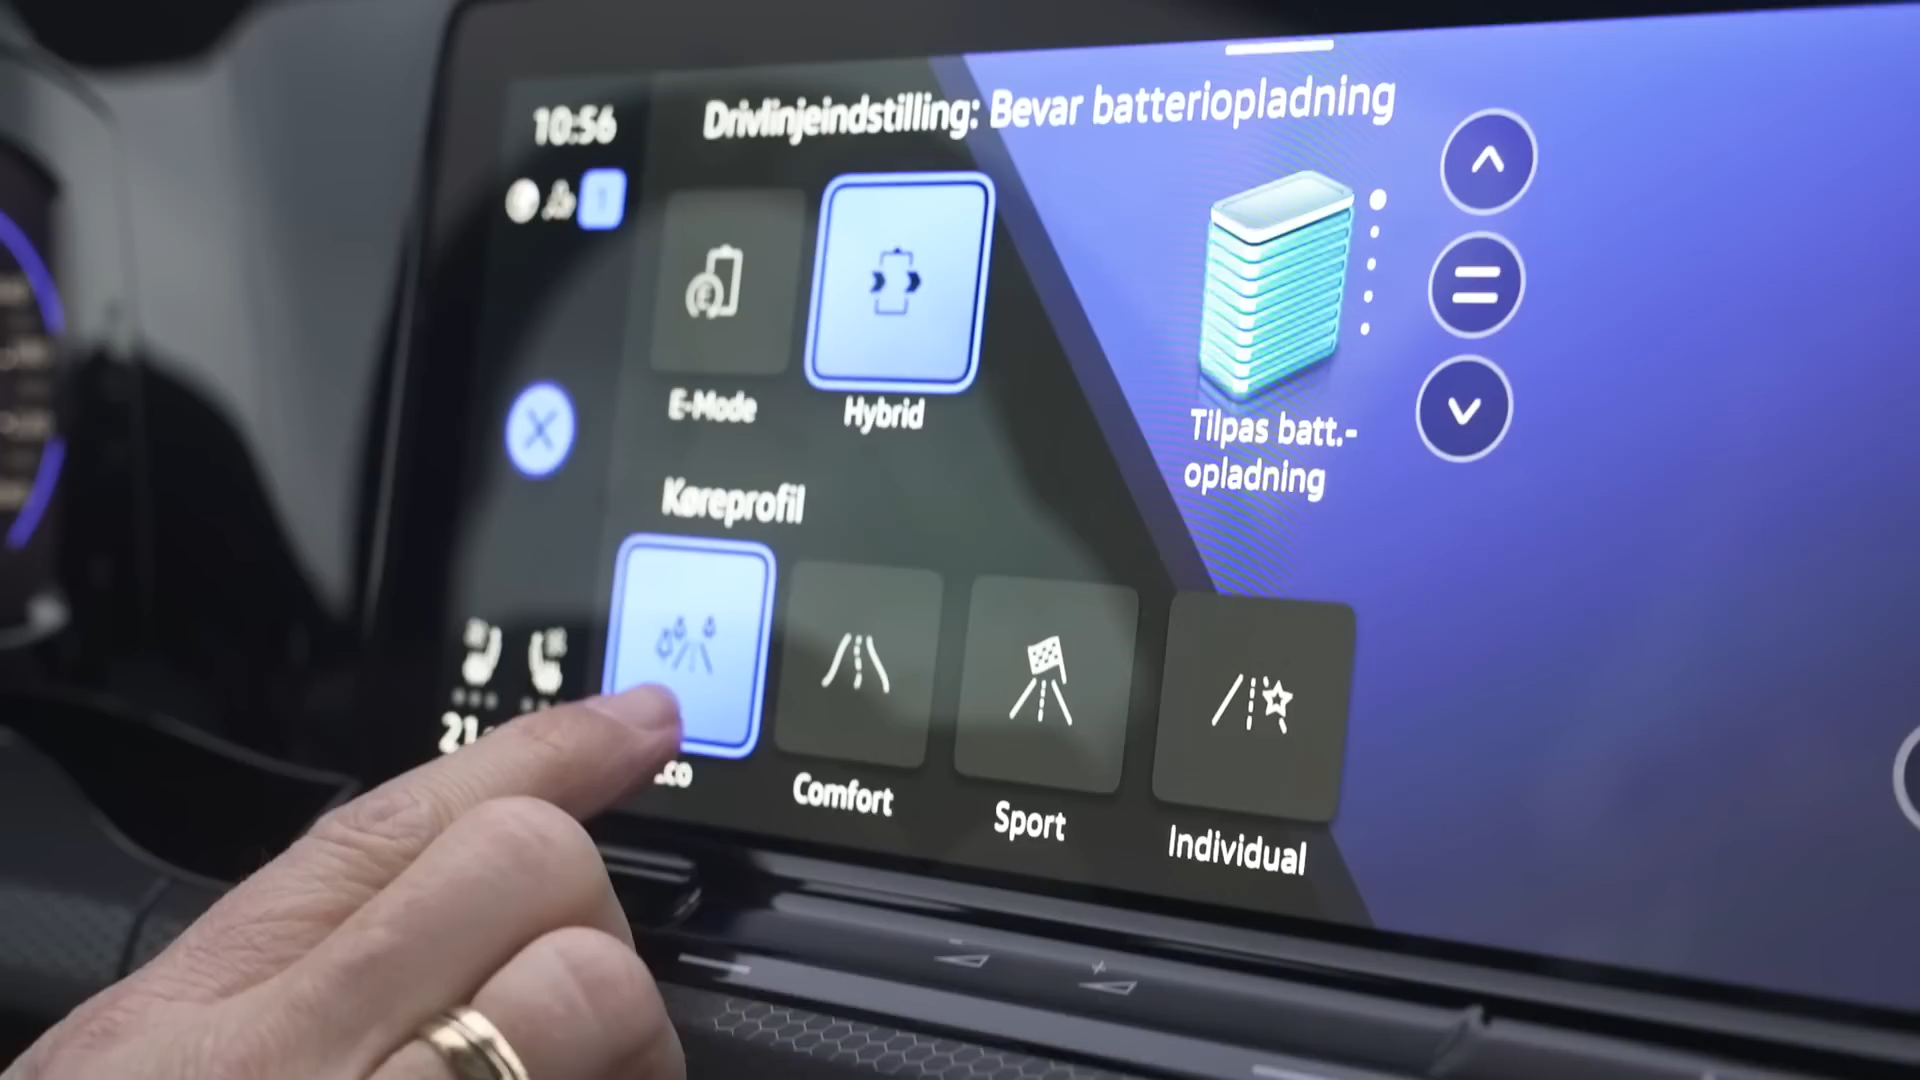 10:56
Drivlinjeindstilling: Bevar batteriopladning
E-Mode
Hybrid
Tilpas batt.-
opladning
Køreprofil
Comfort
Sport
Individual